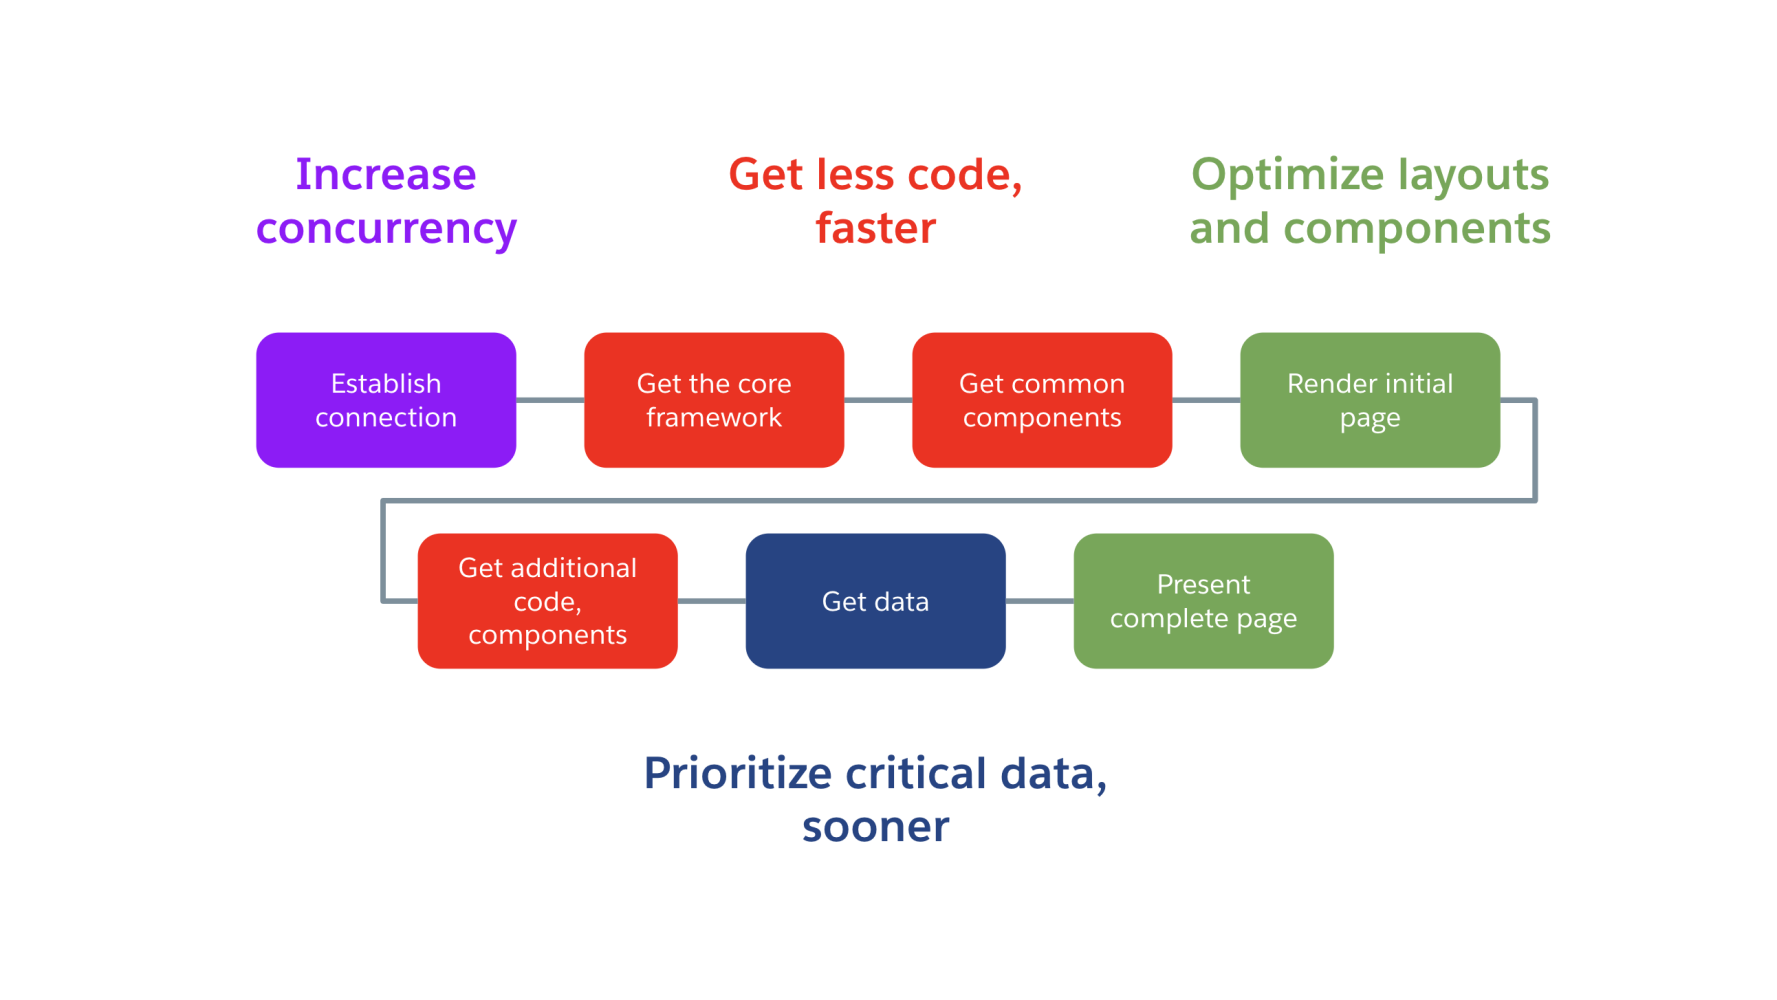 Increase
concurrency
Get less code,
faster
Optimize layouts
and components
Establish
connection
Get the core
framework
Get common
components
Render initial
page
Get additional
code,
components
Get data
Present
complete page
Prioritize critical data,
sooner